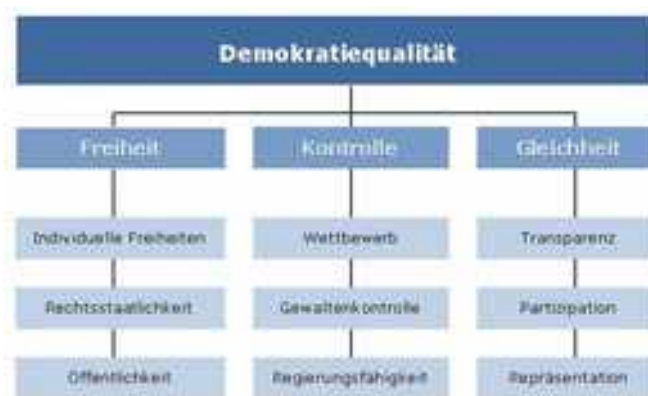 Demokratiequalität
Freiheit
Kontrolle
Gleichheit
Individuelle Freiheiten
Wettbewerb
Transparenz
Rechtsstaatlichkeit
Gewaltenkontrolle
Partizipation
Öffentlichkeit
Regierungsfähigkeit
Repräsentation